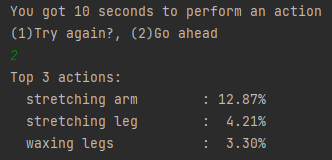 You got 10 seconds to perform an action
(1)Try again?, (2)Go ahead
2
Top 3 actions:
  stretching arm        : 12.87%
  stretching leg        :  4.21%
  waxing legs           :  3.30%